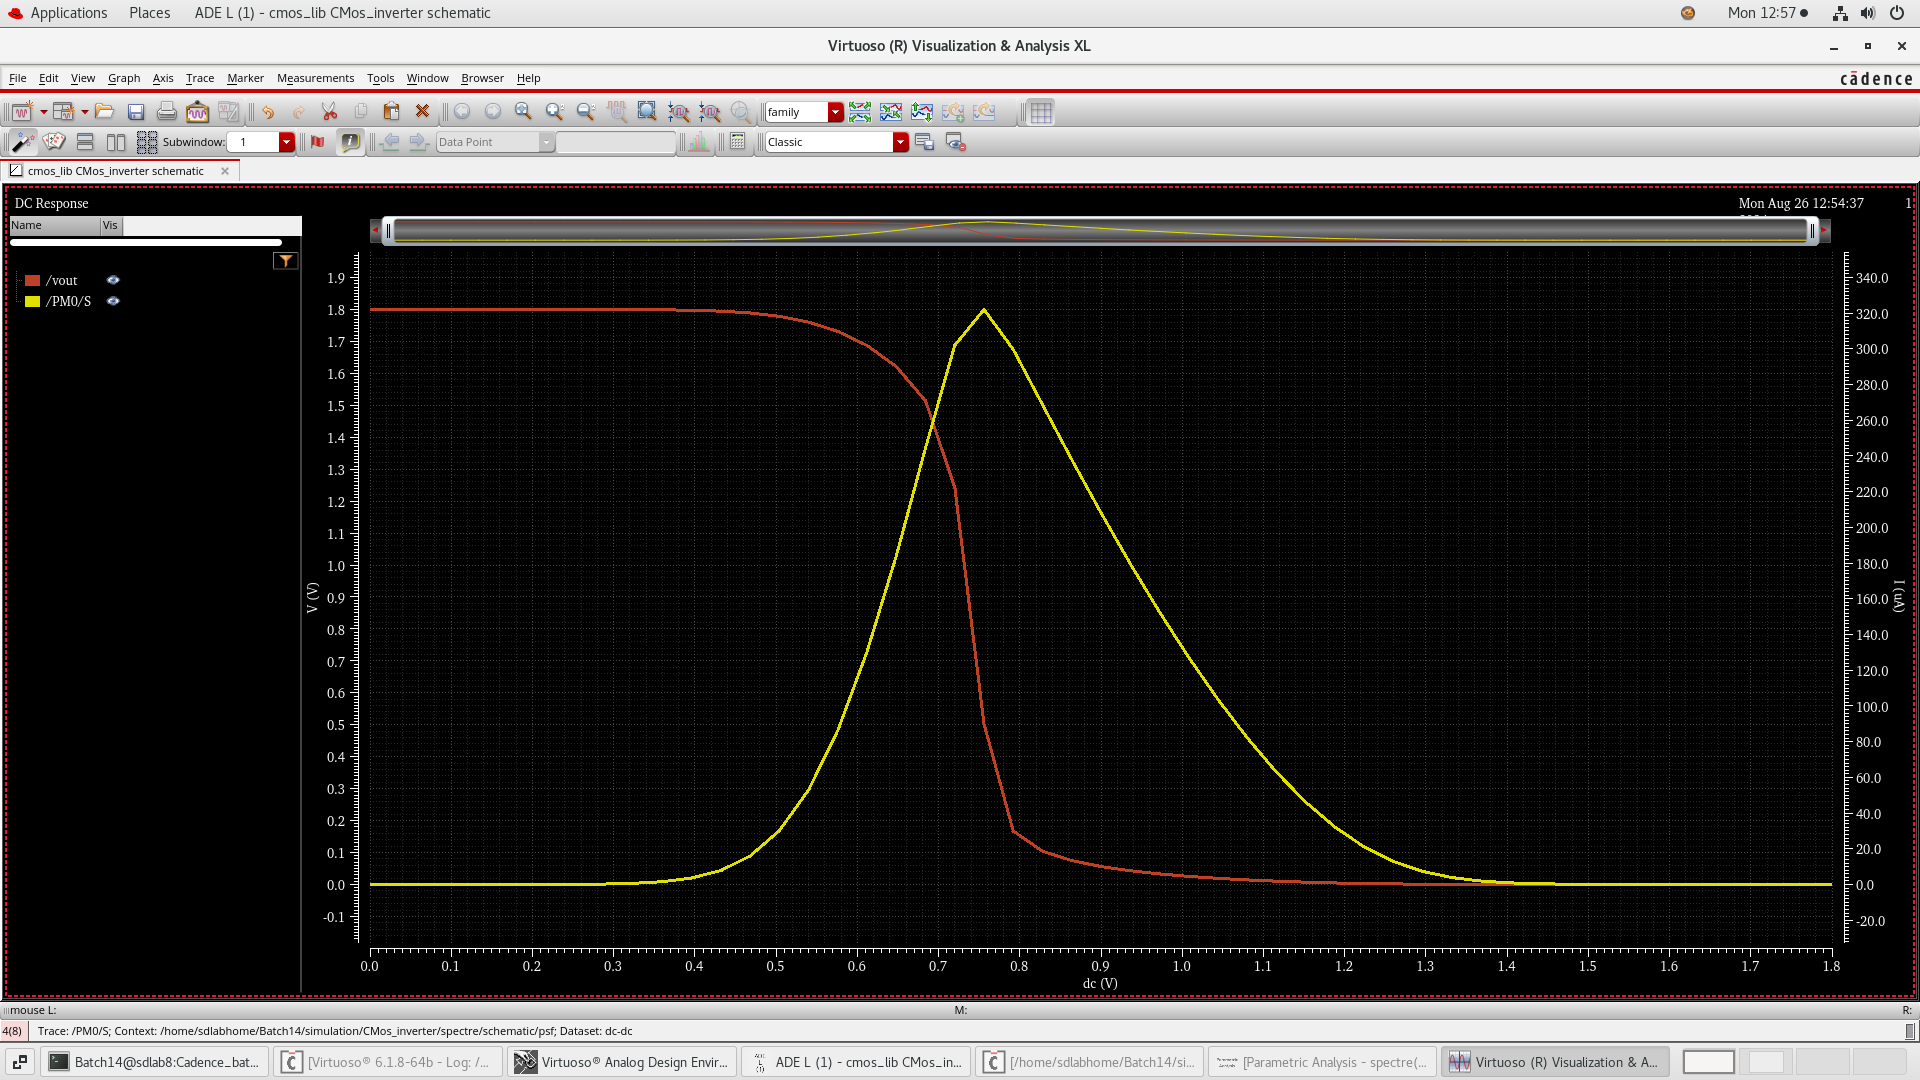 Applications Places ADE L (1) - cmos_lib CMos_inverter schematic Mon 12:57
Virtuoso (R) Visualization & Analysis XL
File Edit View Graph Axis Trace Marker Measurements Tools Window Browser Help cādence
family
Subwindow: 1 Data Point Classic
cmos_lib CMos_inverter schematic
DC Response Mon Aug 26 12:54:37 1
Name Vis
/vout
/PM0/S
1.9
1.8
1.7
1.6
1.5
1.4
1.3
1.2
1.1
1.0
0.9
0.8
0.7
0.6
0.5
0.4
0.3
0.2
0.1
0.0
-0.1
V (V)
340.0
320.0
300.0
280.0
260.0
240.0
220.0
200.0
180.0
160.0
140.0
120.0
100.0
80.0
60.0
40.0
20.0
0.0
-20.0
I (uA)
0.0 0.1 0.2 0.3 0.4 0.5 0.6 0.7 0.8 0.9 1.0 1.1 1.2 1.3 1.4 1.5 1.6 1.7 1.8
dc (V)
mouse L: M: R:
4(8) Trace: /PM0/S; Context: /home/sdlabhome/Batch14/simulation/CMos_inverter/spectre/schematic/psf; Dataset: dc-dc
Batch14@sdlab8:Cadence_bat... [Virtuoso® 6.1.8-64b - Log: /... Virtuoso® Analog Design Envir... ADE L (1) - cmos_lib CMos_in... [/home/sdlabhome/Batch14/si... [Parametric Analysis - spectre(... Virtuoso (R) Visualization & A...